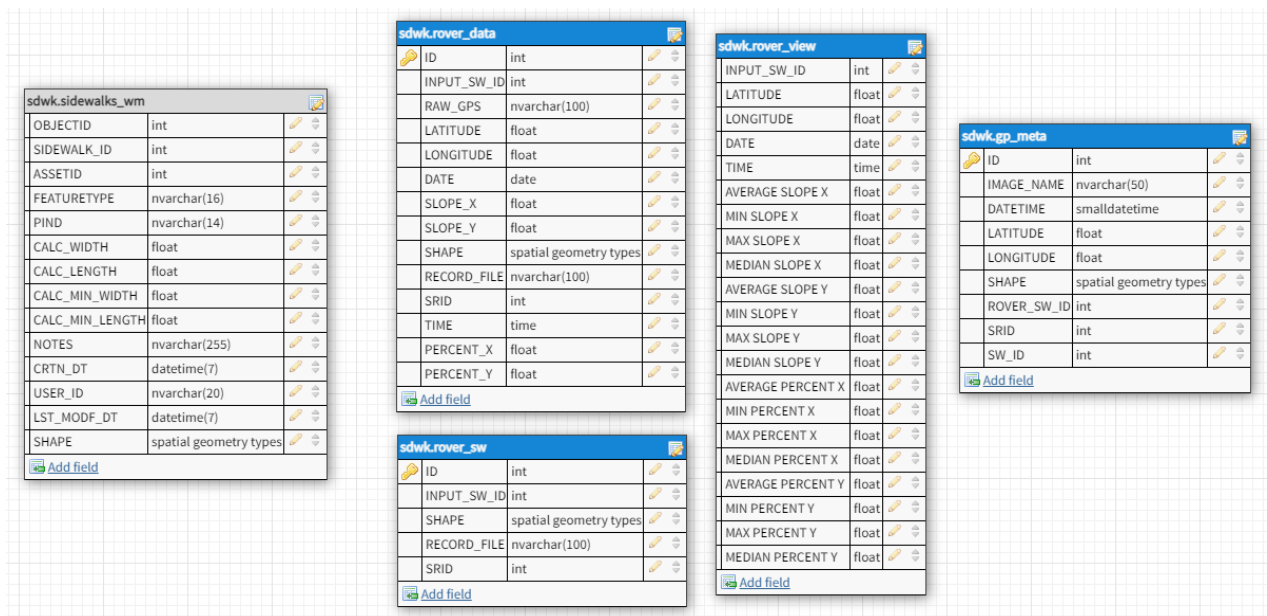 sdwk.sidewalks_wm
OBJECTID int
SIDEWALK_ID int
ASSETID int
FEATURETYPE nvarchar(16)
PIND nvarchar(14)
CALC_WIDTH float
CALC_LENGTH float
CALC_MIN_WIDTH float
CALC_MIN_LENGTH float
NOTES nvarchar(255)
CRTN_DT datetime(7)
USER_ID nvarchar(20)
LST_MODF_DT datetime(7)
SHAPE spatial geometry types
Add field
sdwk.rover_data
ID int
INPUT_SW_ID int
RAW_GPS nvarchar(100)
LATITUDE float
LONGITUDE float
DATE date
SLOPE_X float
SLOPE_Y float
SHAPE spatial geometry types
RECORD_FILE nvarchar(100)
SRID int
TIME time
PERCENT_X float
PERCENT_Y float
Add field
sdwk.rover_sw
ID int
INPUT_SW_ID int
SHAPE spatial geometry types
RECORD_FILE nvarchar(100)
SRID int
Add field
sdwk.rover_view
INPUT_SW_ID int
LATITUDE float
LONGITUDE float
DATE date
TIME time
AVERAGE SLOPE X float
MIN SLOPE X float
MAX SLOPE X float
MEDIAN SLOPE X float
AVERAGE SLOPE Y float
MIN SLOPE Y float
MAX SLOPE Y float
MEDIAN SLOPE Y float
AVERAGE PERCENT X float
MIN PERCENT X float
MAX PERCENT X float
MEDIAN PERCENT X float
AVERAGE PERCENT Y float
MIN PERCENT Y float
MAX PERCENT Y float
MEDIAN PERCENT Y float
Add field
sdwk.gp_meta
ID int
IMAGE_NAME nvarchar(50)
DATETIME smalldatetime
LATITUDE float
LONGITUDE float
SHAPE spatial geometry types
ROVER_SW_ID int
SRID int
SW_ID int
Add field